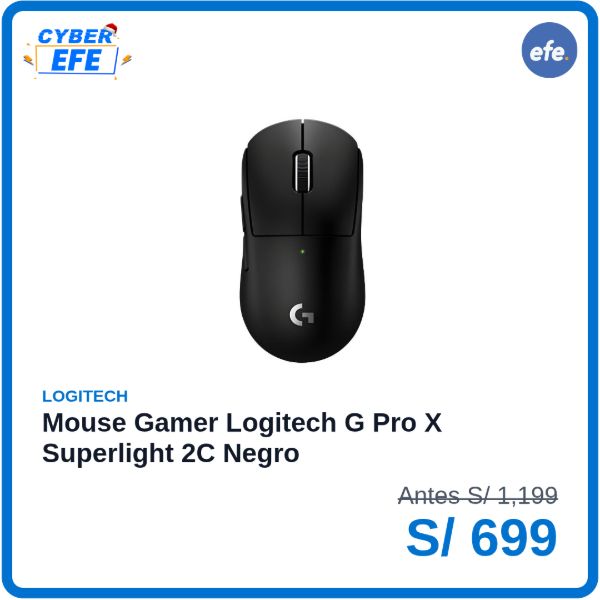 CYBER
EFE
efe.
LOGITECH
Mouse Gamer Logitech G Pro X
Superlight 2C Negro
Antes S/ 1,199
S/ 699